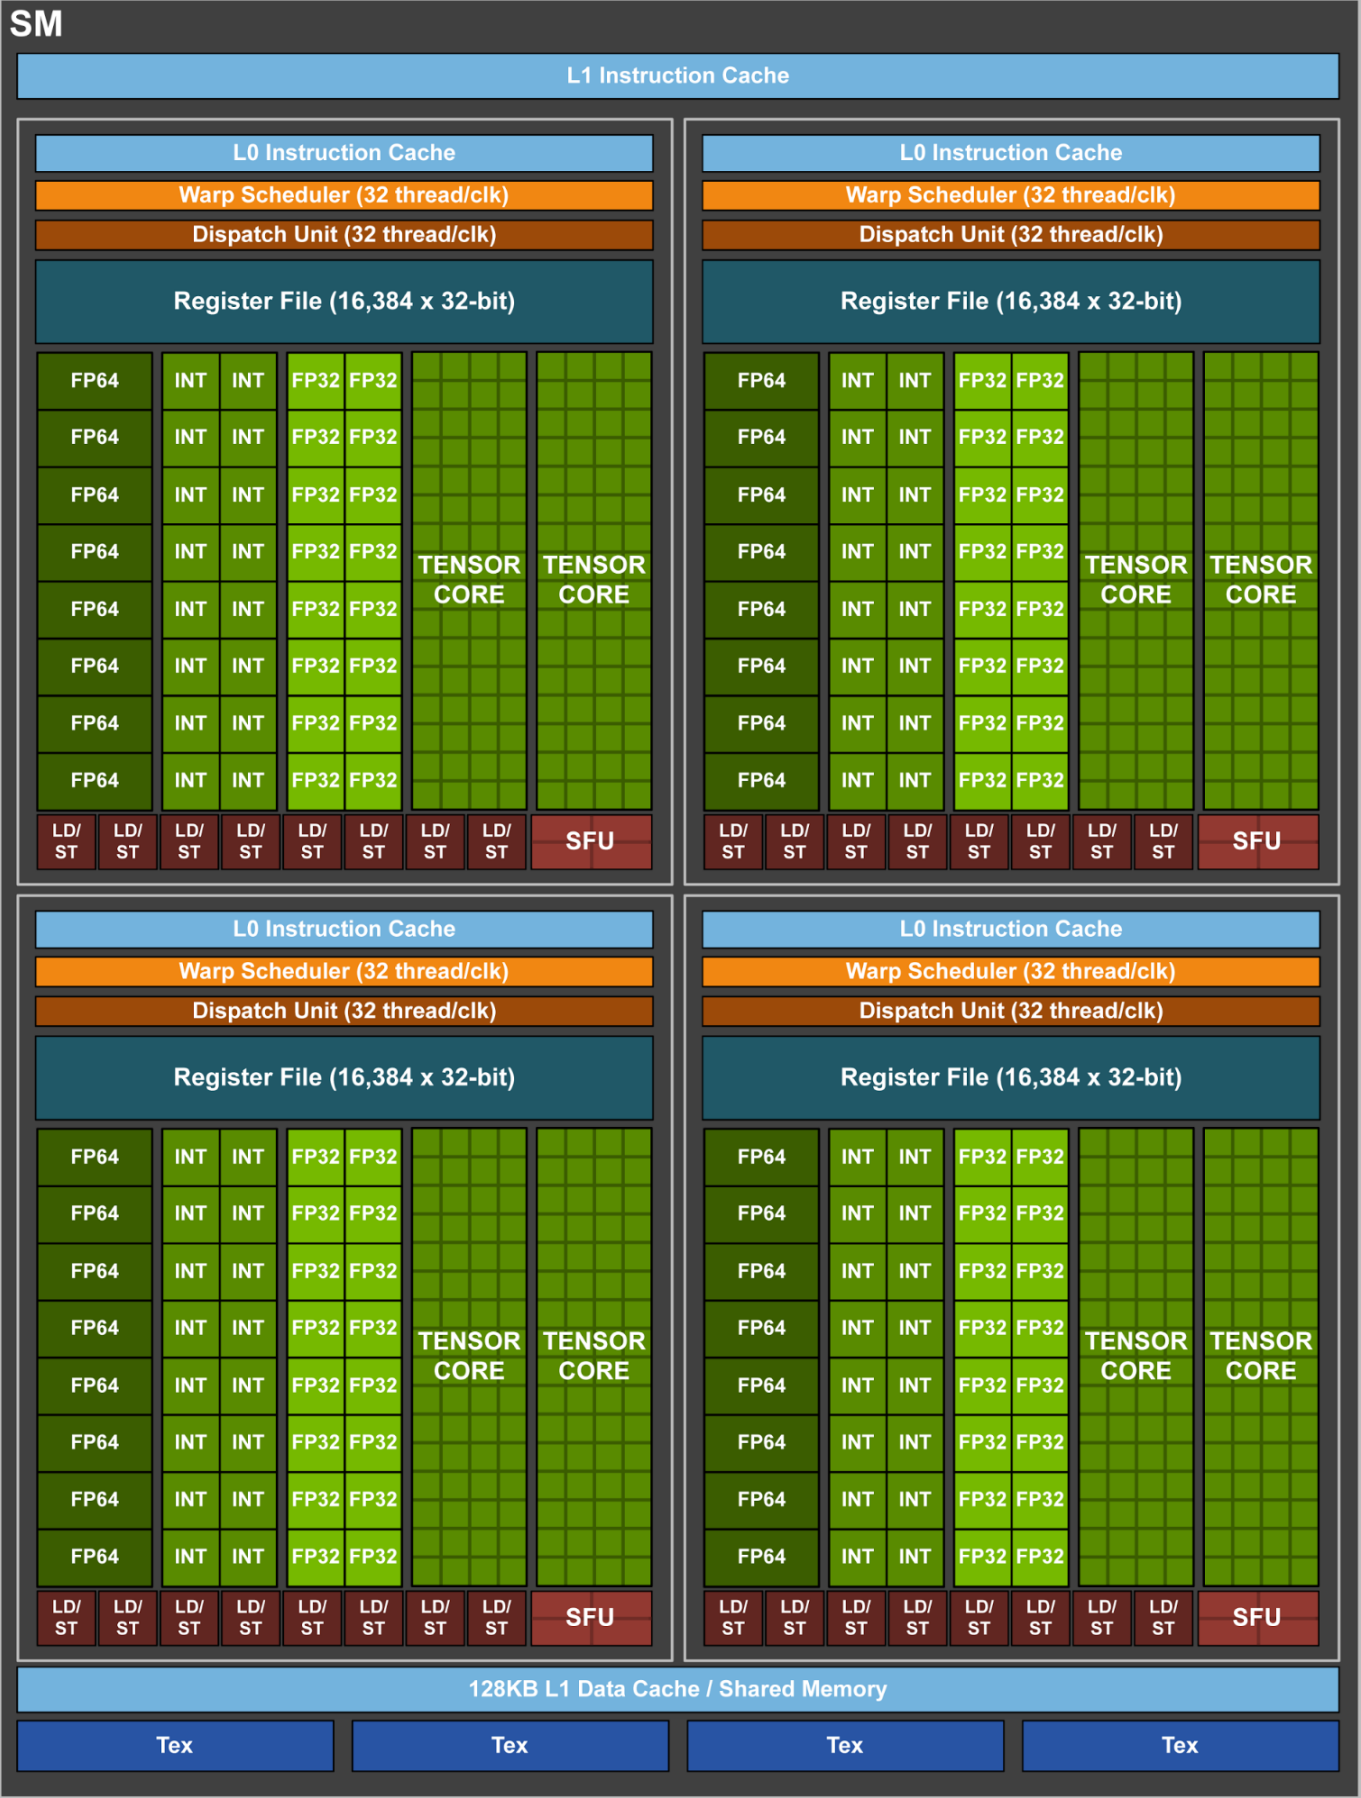 SM
L1 Instruction Cache
L0 Instruction Cache L0 Instruction Cache
Warp Scheduler (32 thread/clk) Warp Scheduler (32 thread/clk)
Dispatch Unit (32 thread/clk) Dispatch Unit (32 thread/clk)
Register File (16,384 x 32-bit) Register File (16,384 x 32-bit)
FP64 INT INT FP32 FP32 FP64 INT INT FP32 FP32
FP64 INT INT FP32 FP32 FP64 INT INT FP32 FP32
FP64 INT INT FP32 FP32 FP64 INT INT FP32 FP32
FP64 INT INT FP32 FP32 FP64 INT INT FP32 FP32
TENSOR TENSOR TENSOR TENSOR
CORE CORE CORE CORE
FP64 INT INT FP32 FP32 FP64 INT INT FP32 FP32
FP64 INT INT FP32 FP32 FP64 INT INT FP32 FP32
FP64 INT INT FP32 FP32 FP64 INT INT FP32 FP32
FP64 INT INT FP32 FP32 FP64 INT INT FP32 FP32
LD/ LD/ LD/ LD/ LD/ LD/ LD/ LD/ SFU LD/ LD/ LD/ LD/ LD/ LD/ LD/ LD/ SFU
ST ST ST ST ST ST ST ST ST ST ST ST ST ST ST ST
L0 Instruction Cache L0 Instruction Cache
Warp Scheduler (32 thread/clk) Warp Scheduler (32 thread/clk)
Dispatch Unit (32 thread/clk) Dispatch Unit (32 thread/clk)
Register File (16,384 x 32-bit) Register File (16,384 x 32-bit)
FP64 INT INT FP32 FP32 FP64 INT INT FP32 FP32
FP64 INT INT FP32 FP32 FP64 INT INT FP32 FP32
FP64 INT INT FP32 FP32 FP64 INT INT FP32 FP32
FP64 INT INT FP32 FP32 FP64 INT INT FP32 FP32
TENSOR TENSOR TENSOR TENSOR
CORE CORE CORE CORE
FP64 INT INT FP32 FP32 FP64 INT INT FP32 FP32
FP64 INT INT FP32 FP32 FP64 INT INT FP32 FP32
FP64 INT INT FP32 FP32 FP64 INT INT FP32 FP32
FP64 INT INT FP32 FP32 FP64 INT INT FP32 FP32
LD/ LD/ LD/ LD/ LD/ LD/ LD/ LD/ SFU LD/ LD/ LD/ LD/ LD/ LD/ LD/ LD/ SFU
ST ST ST ST ST ST ST ST ST ST ST ST ST ST ST ST
128KB L1 Data Cache / Shared Memory
Tex Tex Tex Tex